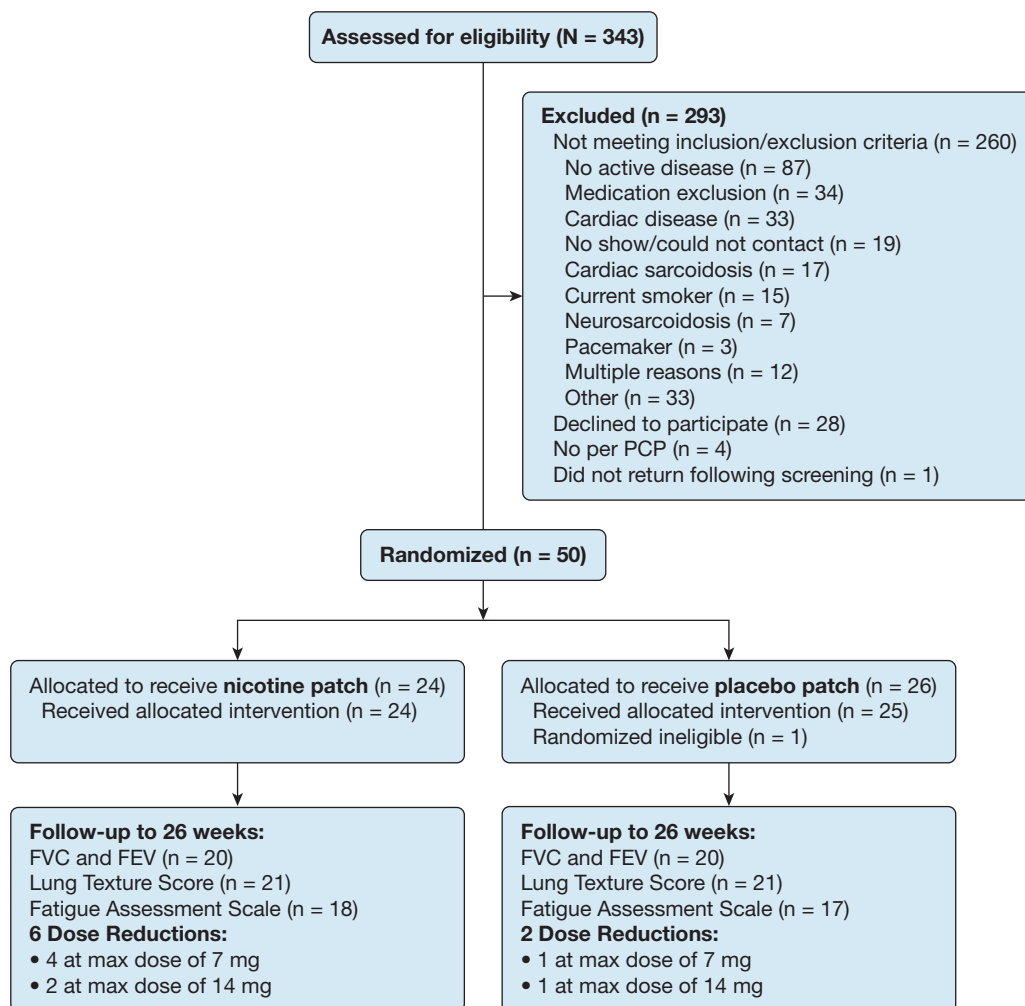 Assessed for eligibility (N = 343)
Excluded (n = 293)
Not meeting inclusion/exclusion criteria (n = 260)
No active disease (n = 87)
Medication exclusion (n = 34)
Cardiac disease (n = 33)
No show/could not contact (n = 19)
Cardiac sarcoidosis (n = 17)
Current smoker (n = 15)
Neurosarcoidosis (n = 7)
Pacemaker (n = 3)
Multiple reasons (n = 12)
Other (n = 33)
Declined to participate (n = 28)
No per PCP (n = 4)
Did not return following screening (n = 1)
Randomized (n = 50)
Allocated to receive nicotine patch (n = 24)
Received allocated intervention (n = 24)
Allocated to receive placebo patch (n = 26)
Received allocated intervention (n = 25)
Randomized ineligible (n = 1)
Follow-up to 26 weeks:
FVC and FEV (n = 20)
Lung Texture Score (n = 21)
Fatigue Assessment Scale (n = 18)
6 Dose Reductions:
• 4 at max dose of 7 mg
• 2 at max dose of 14 mg
Follow-up to 26 weeks:
FVC and FEV (n = 20)
Lung Texture Score (n = 21)
Fatigue Assessment Scale (n = 17)
2 Dose Reductions:
• 1 at max dose of 7 mg
• 1 at max dose of 14 mg